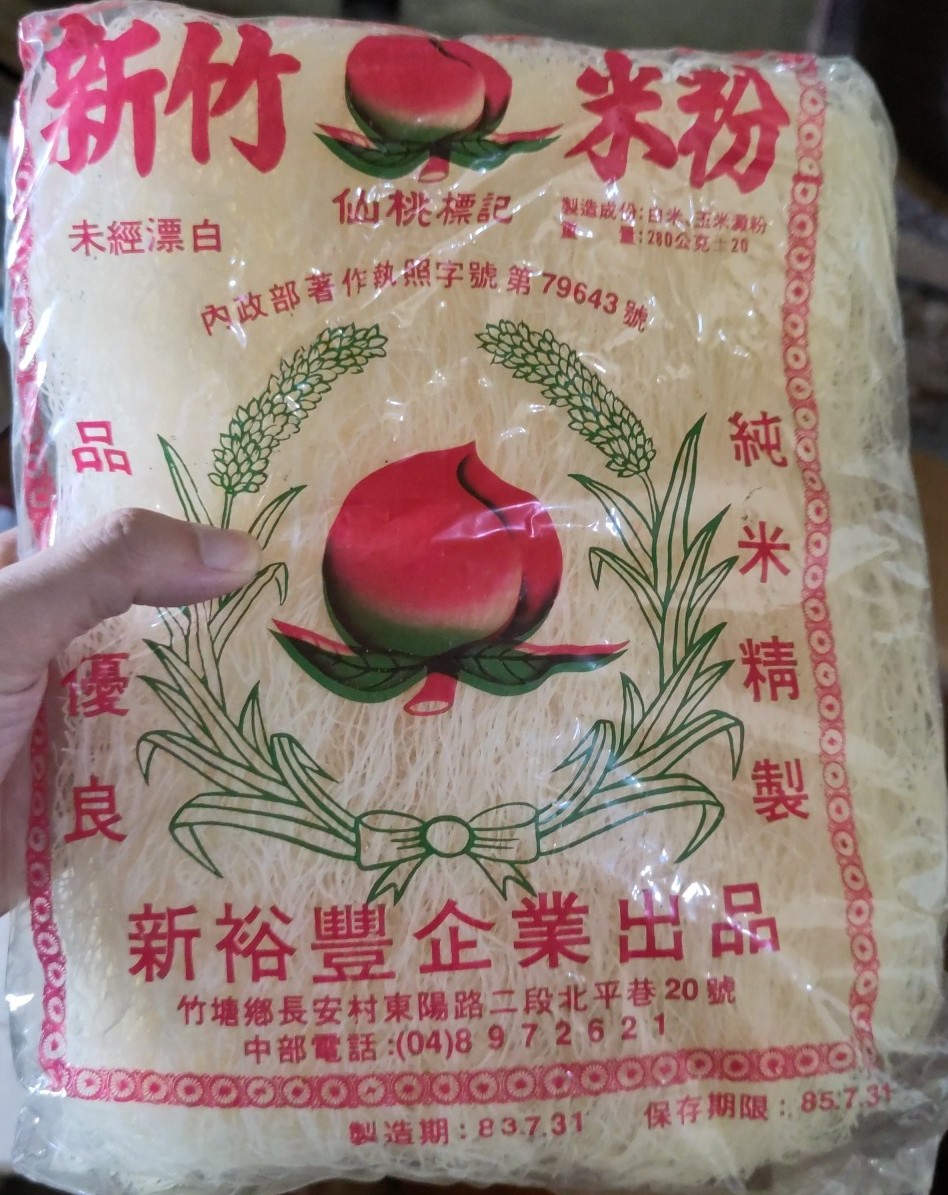 新竹 米粉
仙桃標記
未經漂白
製造成份:白米、玉米澱粉
重 量:280公克±20
內政部著作執照字號第79643號
純米精製
品優良
新裕豐企業出品
竹塘鄉長安村東陽路二段北平巷20號
中部電話:(04)8972621
製造期:83.7.31 保存期限:85.7.31